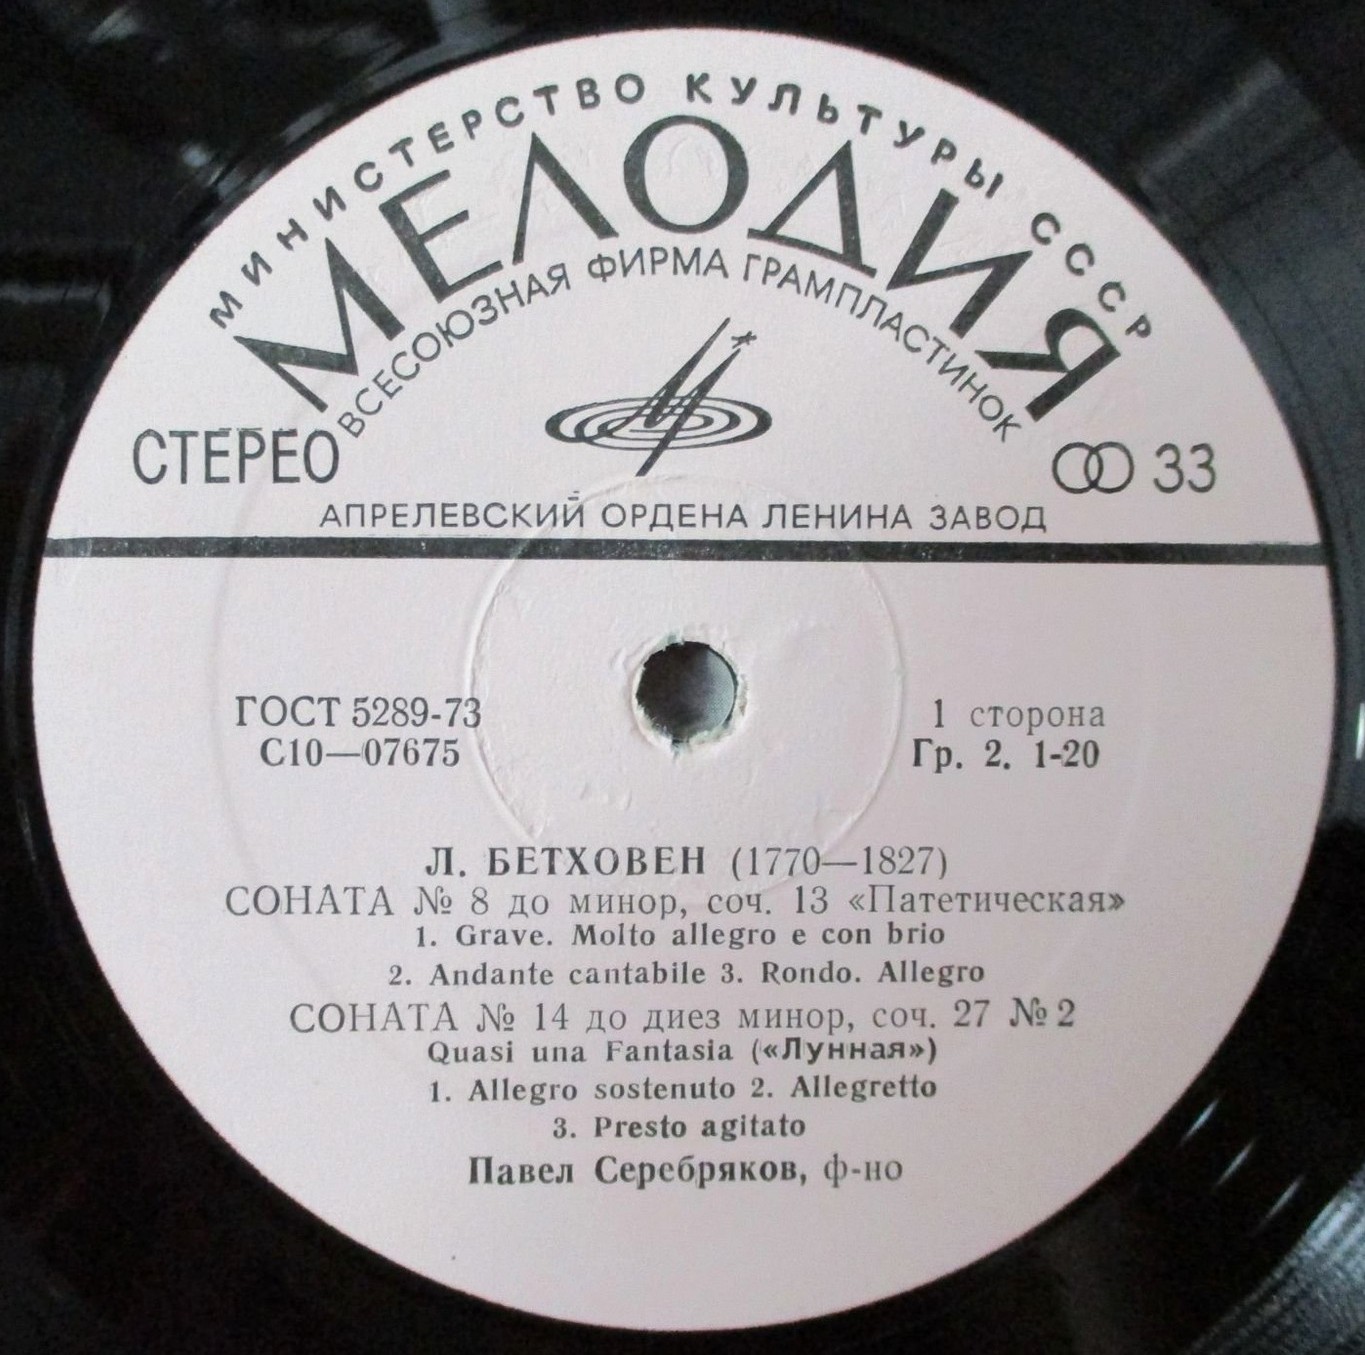 МИНИСТЕРСТВО КУЛЬТУРЫ СССР
МЕЛОДИЯ
ВСЕСОЮЗНАЯ ФИРМА ГРАМПЛАСТИНОК
СТЕРЕО
33
АПРЕЛЕВСКИЙ ОРДЕНА ЛЕНИНА ЗАВОД
ГОСТ 5289-73
С10—07675
1 сторона
Гр. 2. 1-20
Л. БЕТХОВЕН (1770—1827)
СОНАТА № 8 до минор, соч. 13 «Патетическая»
1. Grave. Molto allegro e con brio
2. Andante cantabile 3. Rondo. Allegro
СОНАТА № 14 до диез минор, соч. 27 № 2
Quasi una Fantasia («Лунная»)
1. Allegro sostenuto 2. Allegretto
3. Presto agitato
Павел Серебряков, ф-но